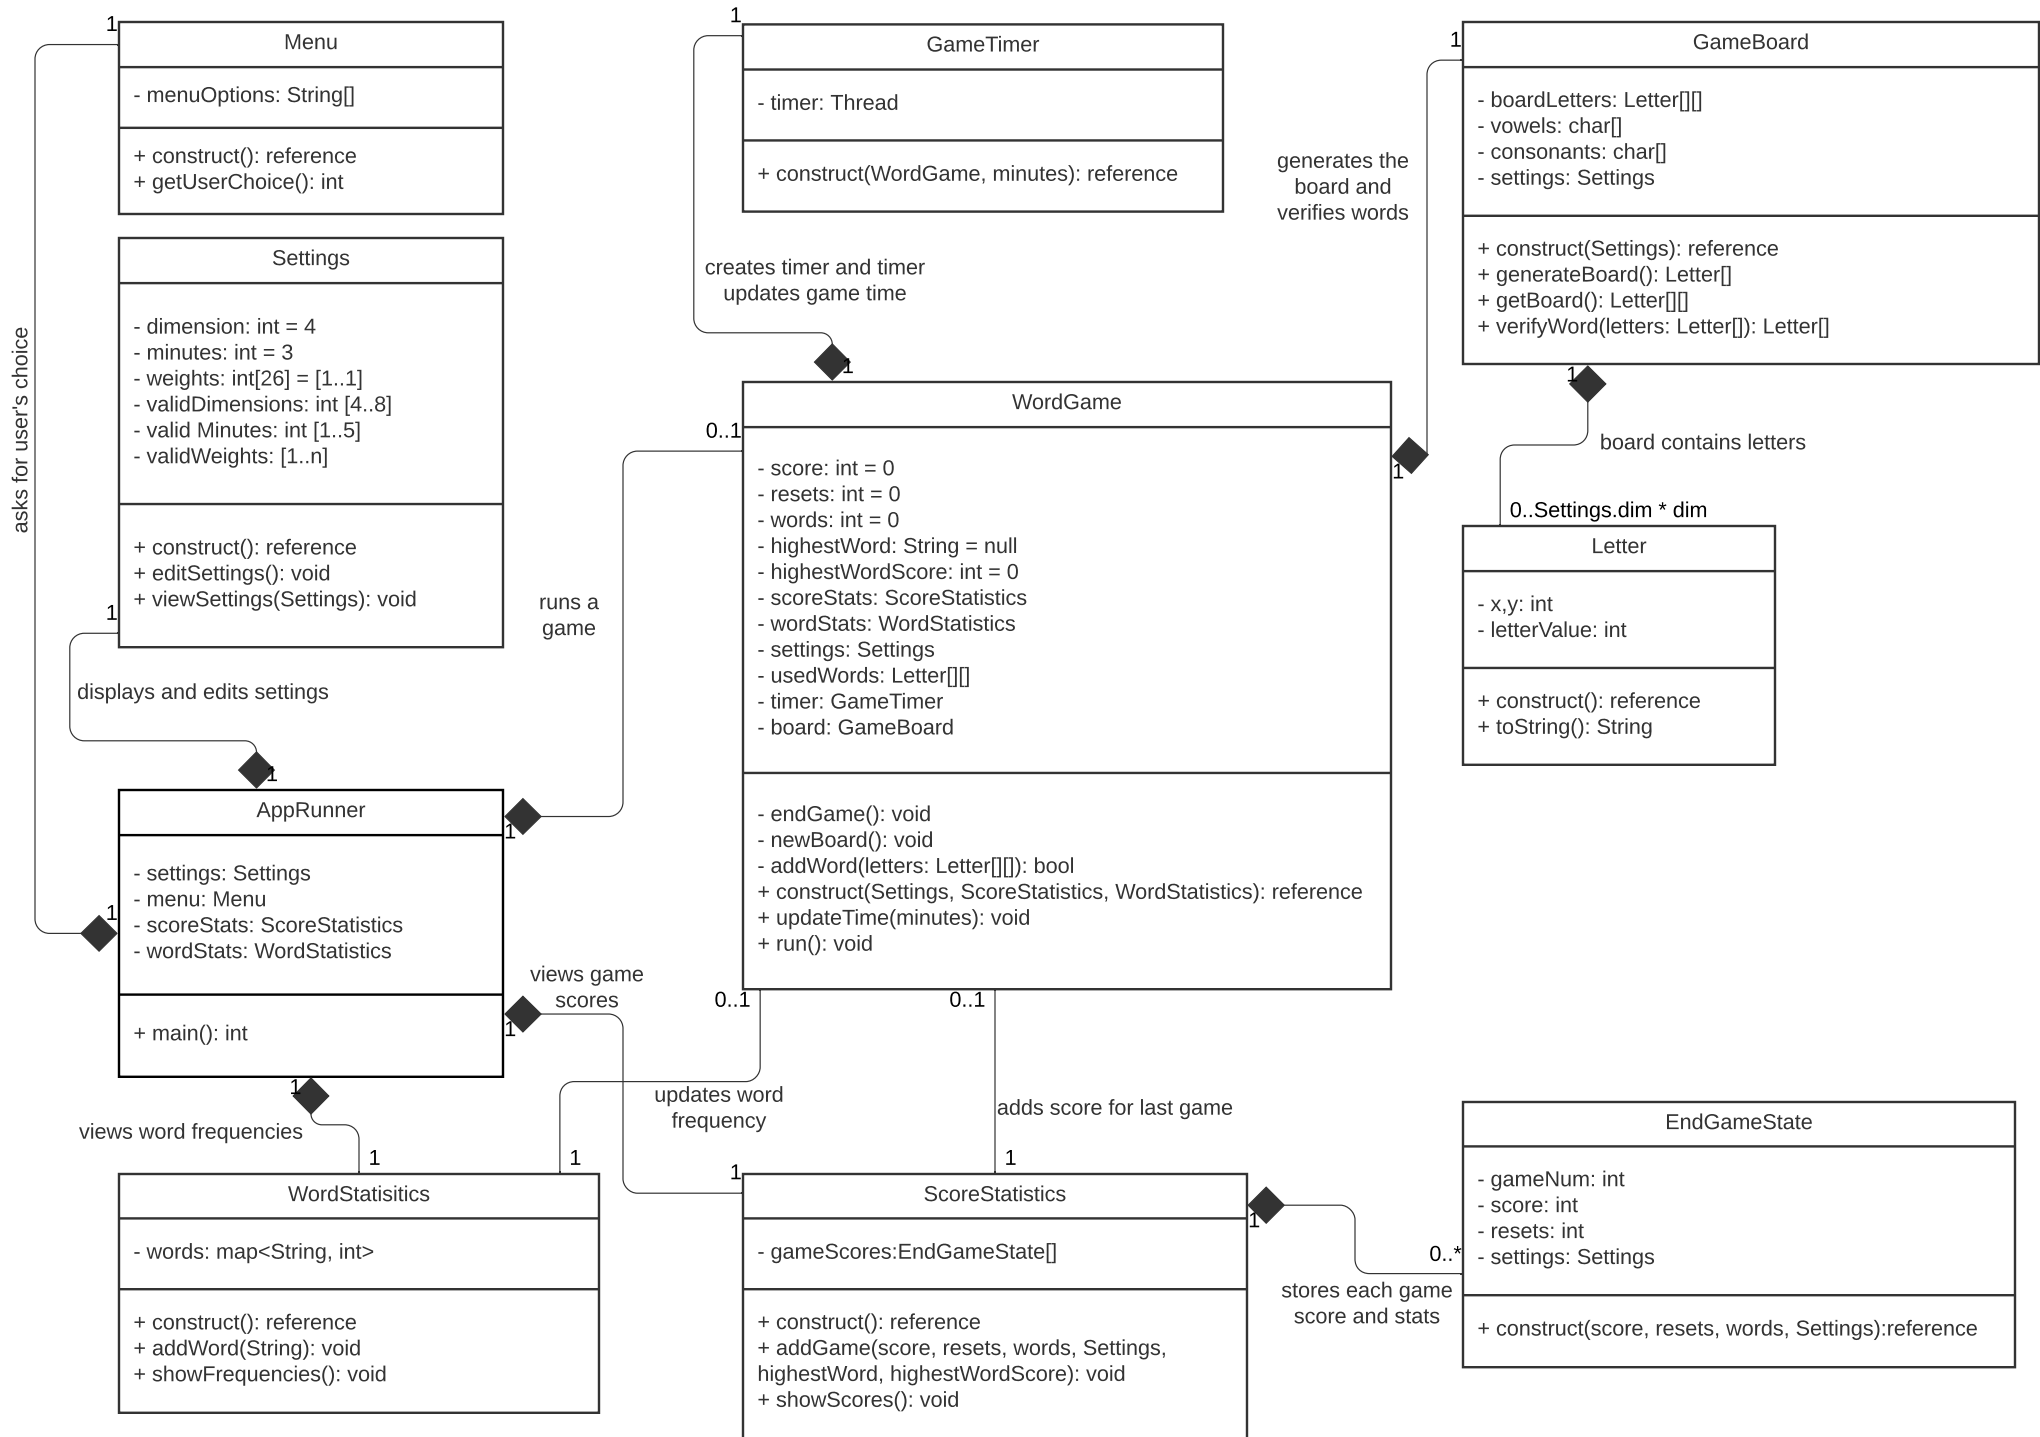 1
Menu
- menuOptions: String[]
+ construct(): reference
+ getUserChoice(): int
asks for user's choice
Settings
- dimension: int = 4
- minutes: int = 3
- weights: int[26] = [1..1]
- validDimensions: int [4..8]
- valid Minutes: int [1..5]
- validWeights: [1..n]
+ construct(): reference
+ editSettings(): void
+ viewSettings(Settings): void
1
displays and edits settings
1
AppRunner
- settings: Settings
- menu: Menu
- scoreStats: ScoreStatistics
- wordStats: WordStatistics
+ main(): int
1
1
1
1
views word frequencies
1
1
WordStatisitics
- words: map<String, int>
+ construct(): reference
+ addWord(String): void
+ showFrequencies(): void
1
GameTimer
- timer: Thread
+ construct(WordGame, minutes): reference
creates timer and timer
updates game time
1
0..1
runs a
game
WordGame
- score: int = 0
- resets: int = 0
- words: int = 0
- highestWord: String = null
- highestWordScore: int = 0
- scoreStats: ScoreStatistics
- wordStats: WordStatistics
- settings: Settings
- usedWords: Letter[][]
- timer: GameTimer
- board: GameBoard
- endGame(): void
- newBoard(): void
- addWord(letters: Letter[][]): bool
+ construct(Settings, ScoreStatistics, WordStatistics): reference
+ updateTime(minutes): void
+ run(): void
views game
scores
0..1
0..1
updates word
frequency
adds score for last game
1
1
ScoreStatistics
- gameScores:EndGameState[]
+ construct(): reference
+ addGame(score, resets, words, Settings,
highestWord, highestWordScore): void
+ showScores(): void
1
generates the
board and
verifies words
1
GameBoard
- boardLetters: Letter[][]
- vowels: char[]
- consonants: char[]
- settings: Settings
+ construct(Settings): reference
+ generateBoard(): Letter[]
+ getBoard(): Letter[][]
+ verifyWord(letters: Letter[]): Letter[]
1
1
board contains letters
0..Settings.dim * dim
Letter
- x,y: int
- letterValue: int
+ construct(): reference
+ toString(): String
0..*
stores each game
score and stats
EndGameState
- gameNum: int
- score: int
- resets: int
- settings: Settings
+ construct(score, resets, words, Settings):reference